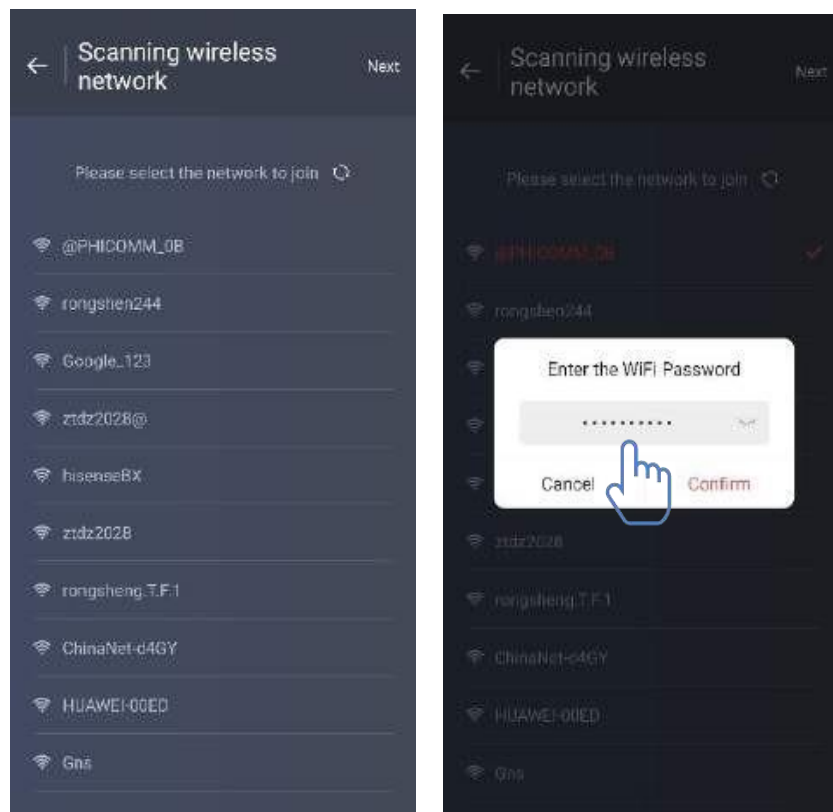 Scanning wireless
network
Next
Please select the network to join
@PHICOMM_0B
rongshen244
Google_123
ztdz2028@
hisenseBX
ztdz2028
rongsheng.T.F.1
ChinaNet-d4GY
HUAWEI-00ED
Gns
Scanning wireless
network
Next
Please select the network to join
@PHICOMM_0B
rongshen244
Enter the WiFi Password
••••••••••
Cancel
Confirm
ztdz2028
rongsheng.T.F.1
ChinaNet-d4GY
HUAWEI-00ED
Gns